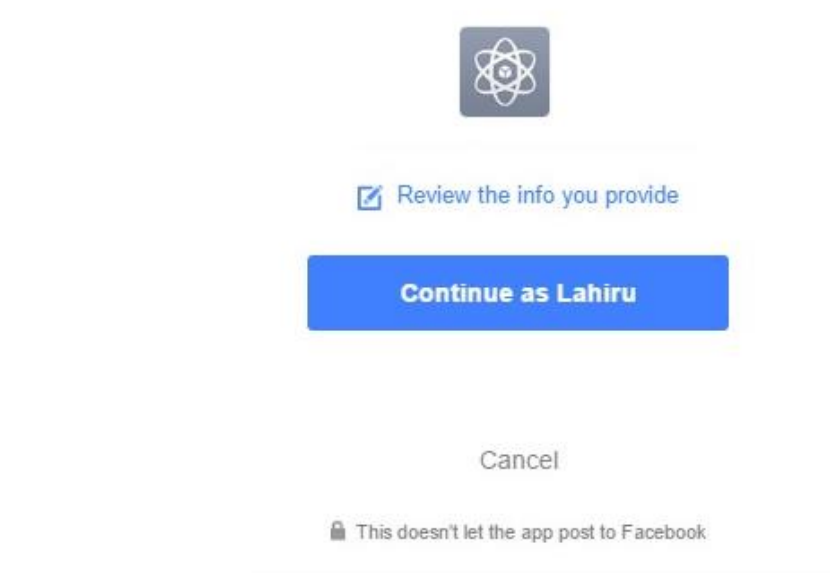 Review the info you provide
Continue as Lahiru
Cancel
This doesn't let the app post to Facebook